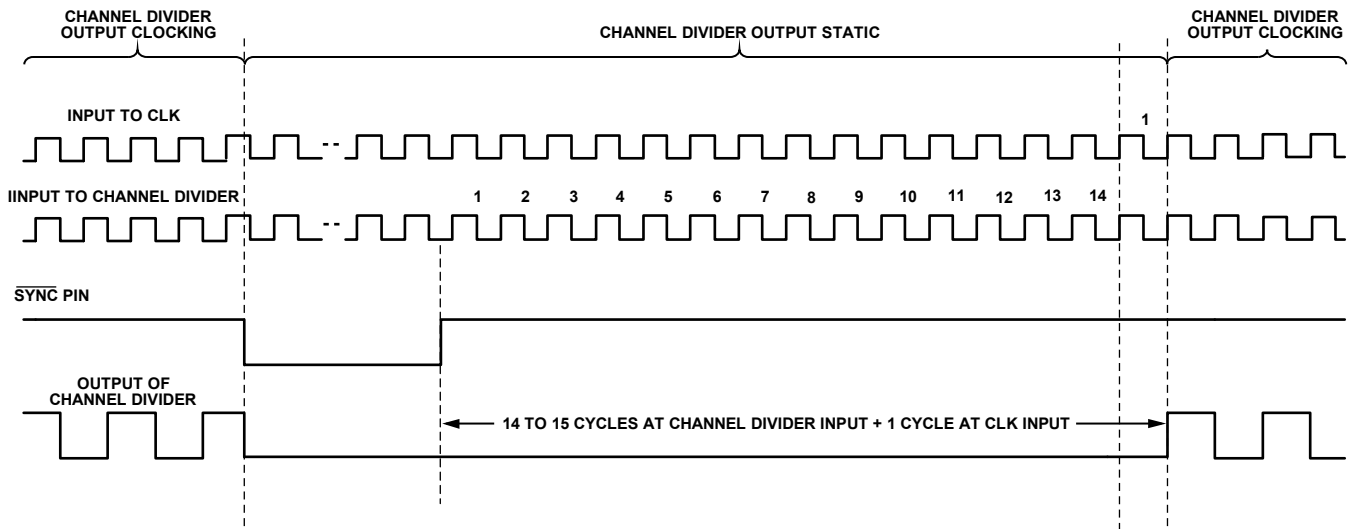 CHANNEL DIVIDER
OUTPUT CLOCKING
CHANNEL DIVIDER OUTPUT STATIC
CHANNEL DIVIDER
OUTPUT CLOCKING
INPUT TO CLK
1
IINPUT TO CHANNEL DIVIDER
1 2 3 4 5 6 7 8 9 10 11 12 13 14
SYNC PIN
OUTPUT OF
CHANNEL DIVIDER
14 TO 15 CYCLES AT CHANNEL DIVIDER INPUT + 1 CYCLE AT CLK INPUT